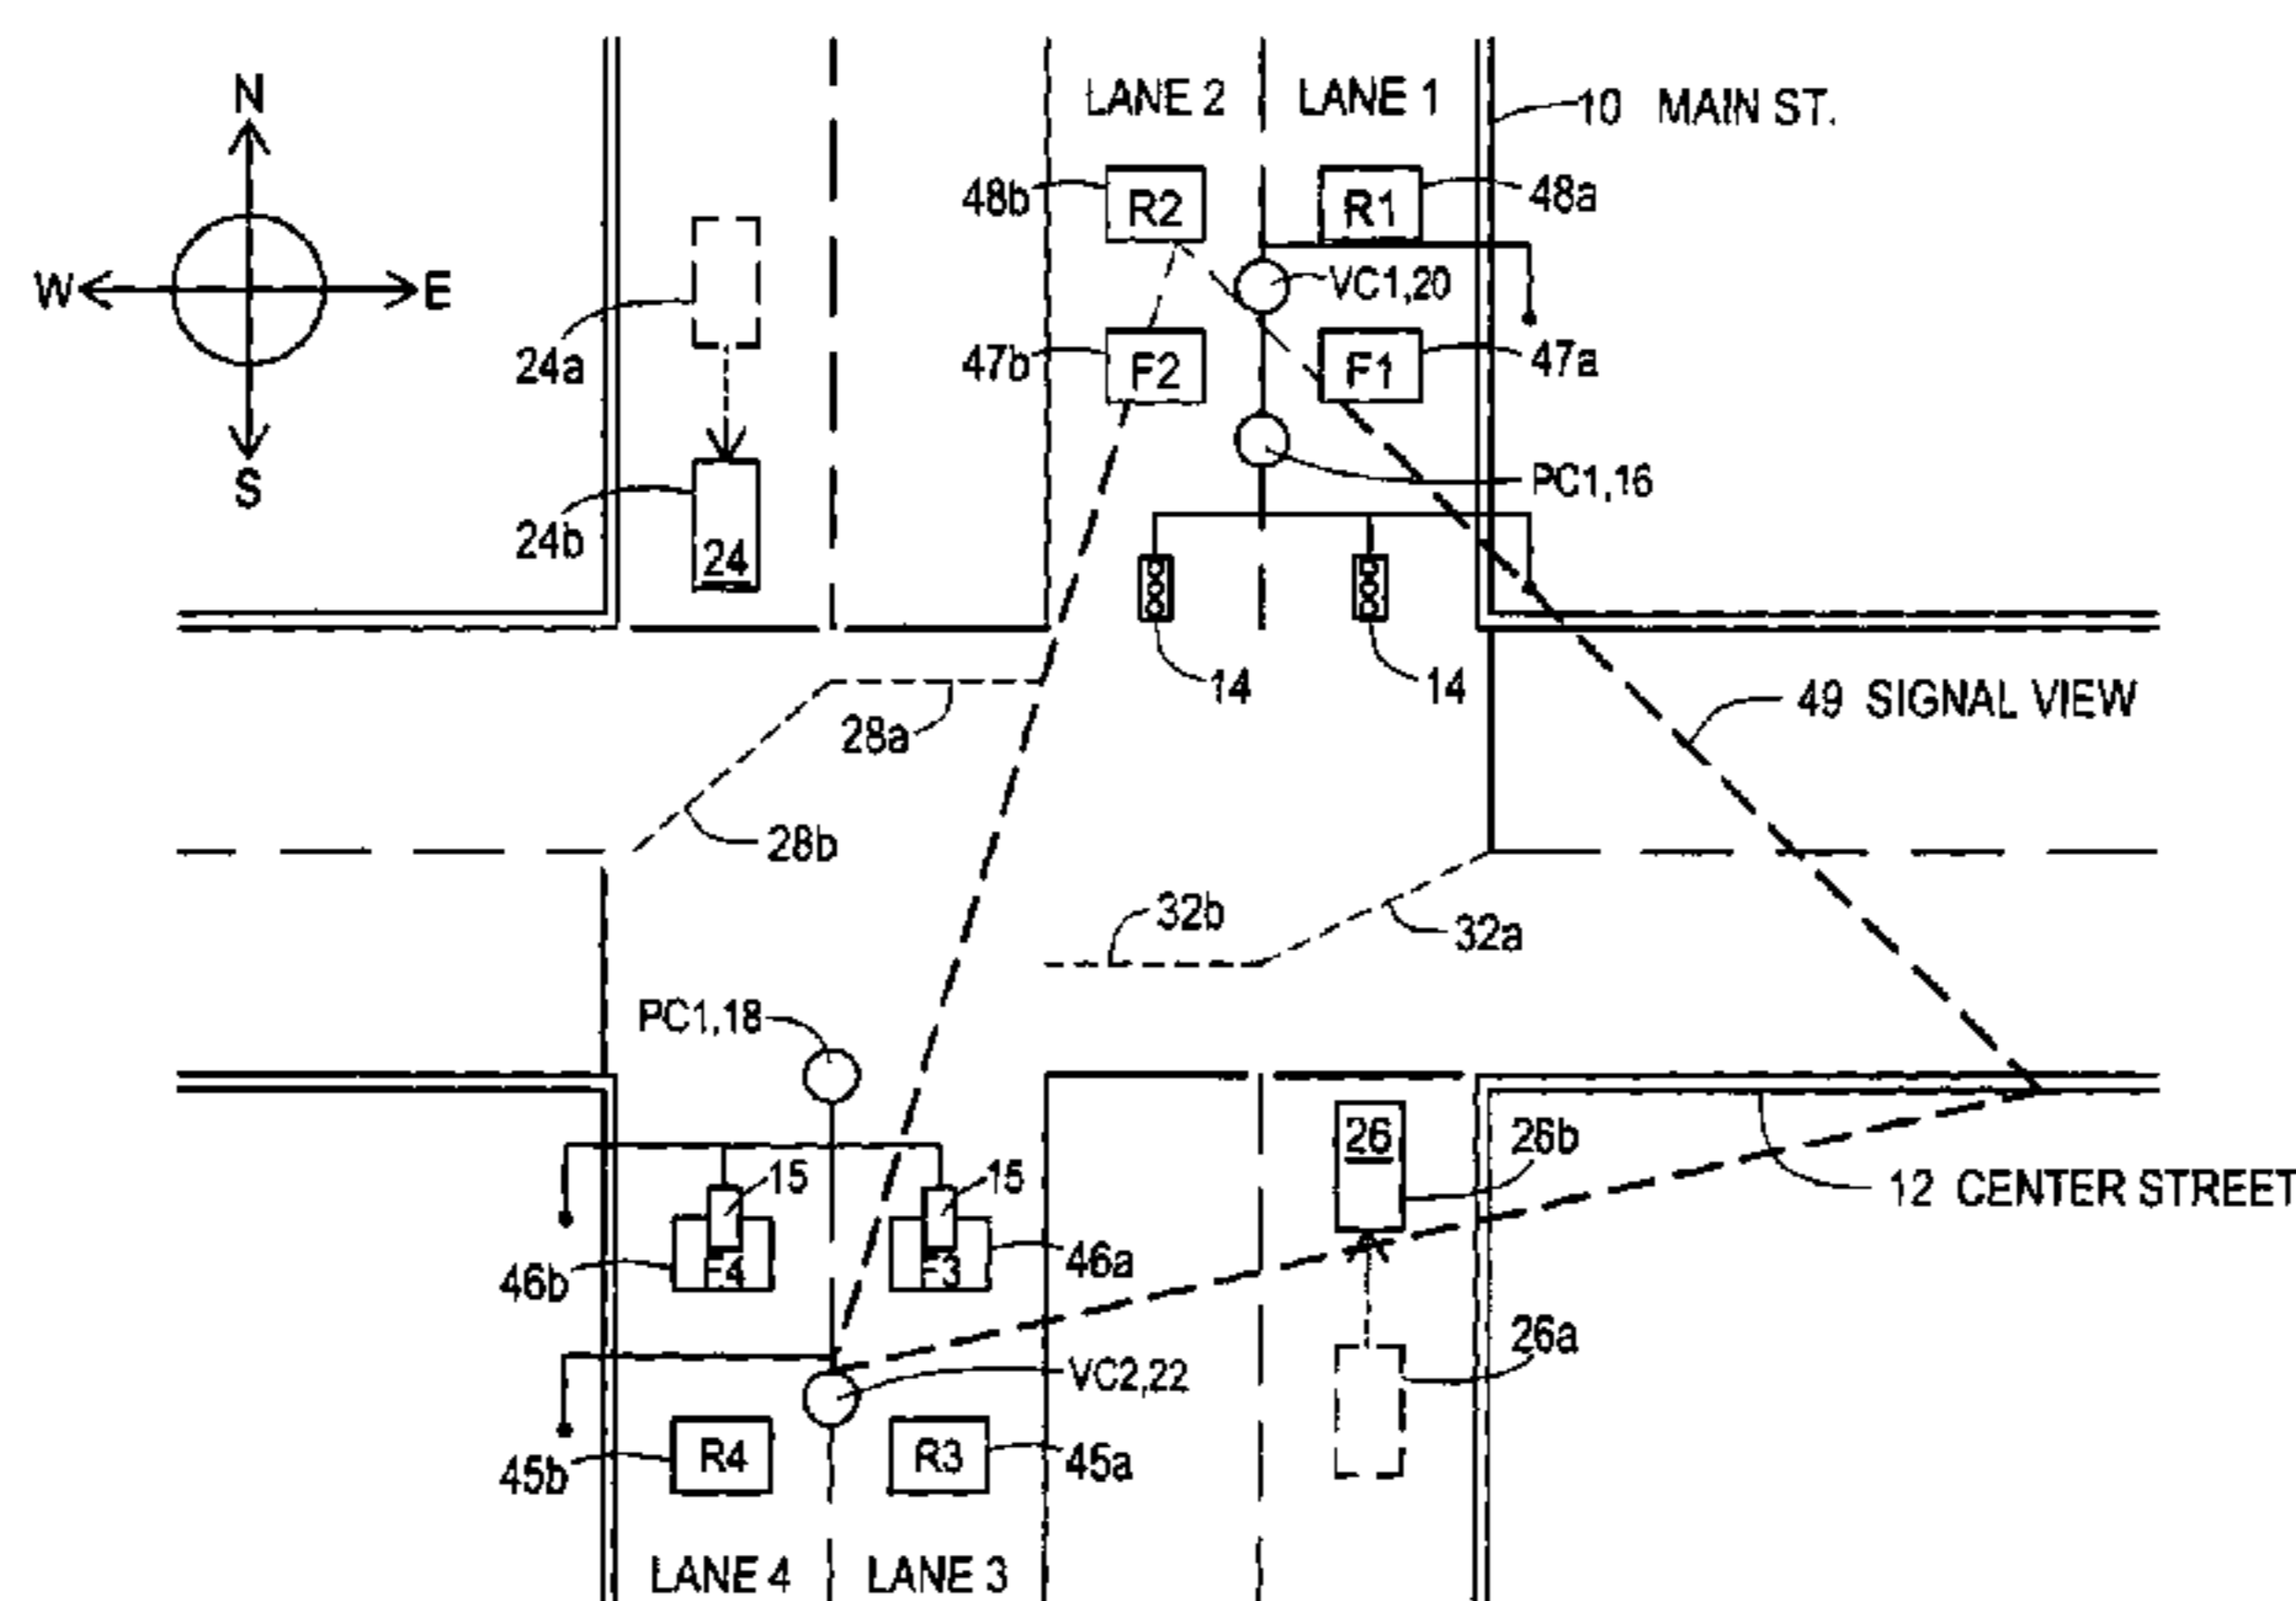 N
W E
S
LANE 2 LANE 1
10 MAIN ST.
48b R2 R1 48a
VC1,20
24a
47b F2 F1 47a
PC1,16
24b 24
14 14
49 SIGNAL VIEW
28a
28b
32b 32a
PC1,18
15 15
26 26b
12 CENTER STREET
46b F4 F3 46a
26a
VC2,22
45b R4 R3 45a
LANE 4 LANE 3